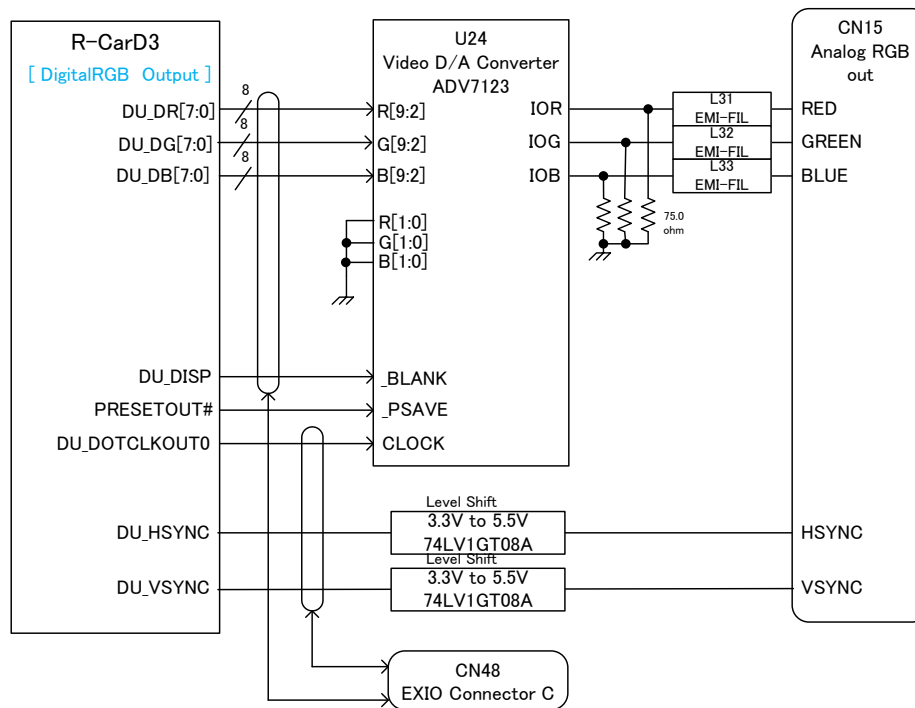 R-CarD3
[ DigitalRGB Output ]
DU_DR[7:0]
DU_DG[7:0]
DU_DB[7:0]
8
8
8
DU_DISP
PRESETOUT#
DU_DOTCLKOUT0
DU_HSYNC
DU_VSYNC
U24
Video D/A Converter
ADV7123
R[9:2]
G[9:2]
B[9:2]
R[1:0]
G[1:0]
B[1:0]
_BLANK
_PSAVE
CLOCK
IOR
IOG
IOB
L31
EMI-FIL
L32
EMI-FIL
L33
EMI-FIL
75.0
ohm
CN15
Analog RGB
out
RED
GREEN
BLUE
HSYNC
VSYNC
Level Shift
3.3V to 5.5V
74LV1GT08A
Level Shift
3.3V to 5.5V
74LV1GT08A
CN48
EXIO Connector C